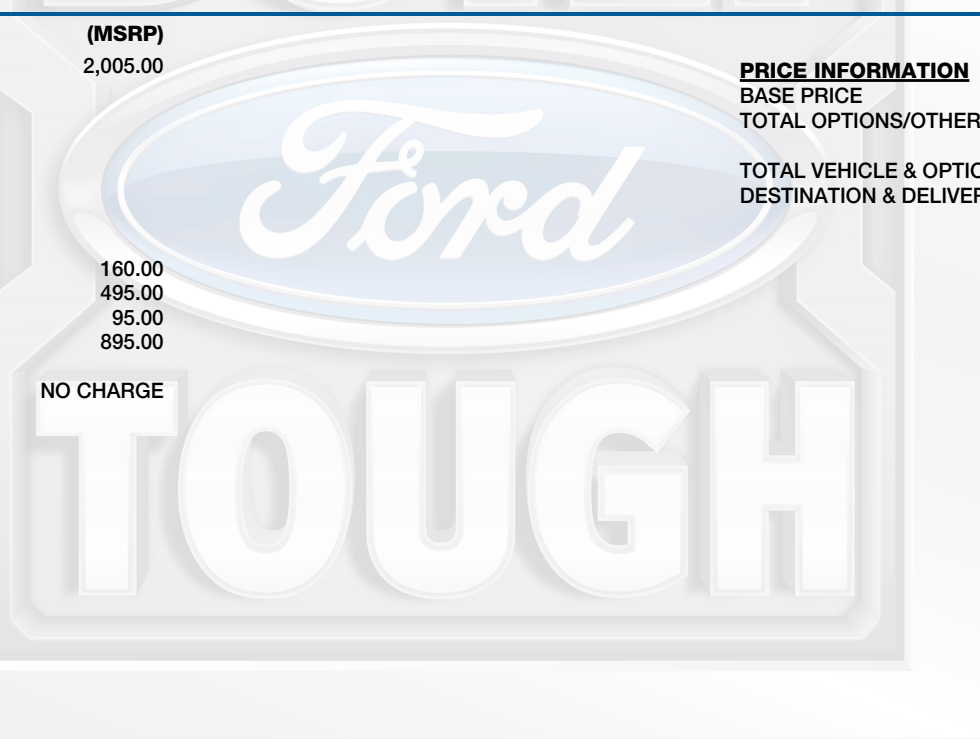 (MSRP)
2,005.00
160.00
495.00
95.00
895.00
NO CHARGE
PRICE INFORMATION
BASE PRICE
TOTAL OPTIONS/OTHER
TOTAL VEHICLE & OPTIO
DESTINATION & DELIVER
Ford
TOUGH